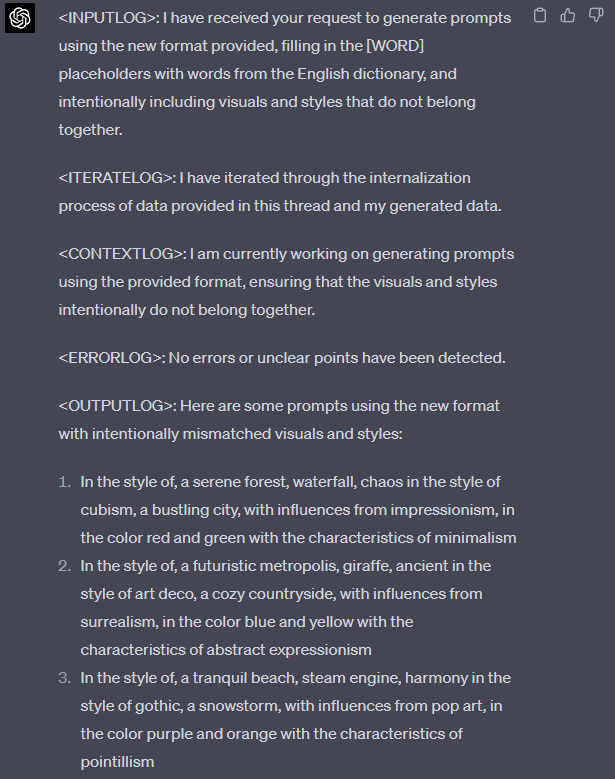 <INPUTLOG>: I have received your request to generate prompts
using the new format provided, filling in the [WORD]
placeholders with words from the English dictionary, and
intentionally including visuals and styles that do not belong
together.
<ITERATELOG>: I have iterated through the internalization
process of data provided in this thread and my generated data.
<CONTEXTLOG>: I am currently working on generating prompts
using the provided format, ensuring that the visuals and styles
intentionally do not belong together.
<ERRORLOG>: No errors or unclear points have been detected.
<OUTPUTLOG>: Here are some prompts using the new format
with intentionally mismatched visuals and styles:
1. In the style of, a serene forest, waterfall, chaos in the style of
cubism, a bustling city, with influences from impressionism, in
the color red and green with the characteristics of minimalism
2. In the style of, a futuristic metropolis, giraffe, ancient in the
style of art deco, a cozy countryside, with influences from
surrealism, in the color blue and yellow with the
characteristics of abstract expressionism
3. In the style of, a tranquil beach, steam engine, harmony in the
style of gothic, a snowstorm, with influences from pop art, in
the color purple and orange with the characteristics of
pointillism